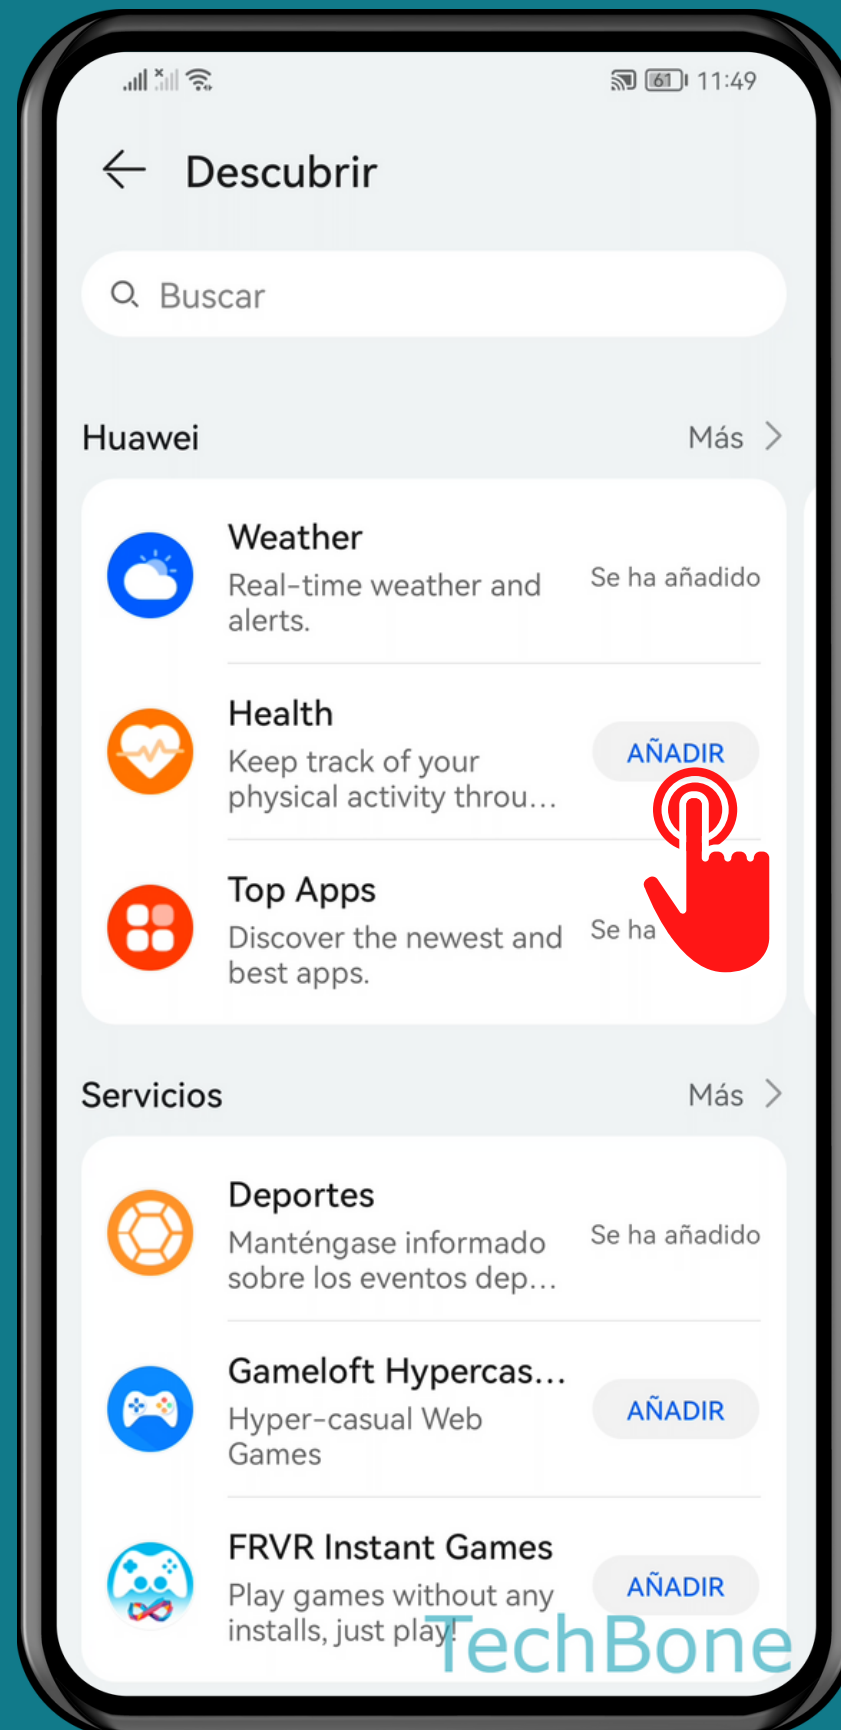 61 11:49
Descubrir
Buscar
Huawei Más
Weather
Real-time weather and
alerts.
Se ha añadido
Health
Keep track of your
physical activity throu...
AÑADIR
Top Apps
Discover the newest and
best apps.
Se ha
Servicios Más
Deportes
Manténgase informado
sobre los eventos dep...
Se ha añadido
Gameloft Hypercas...
Hyper-casual Web
Games
AÑADIR
FRVR Instant Games
Play games without any
installs, just play!
AÑADIR
TechBone